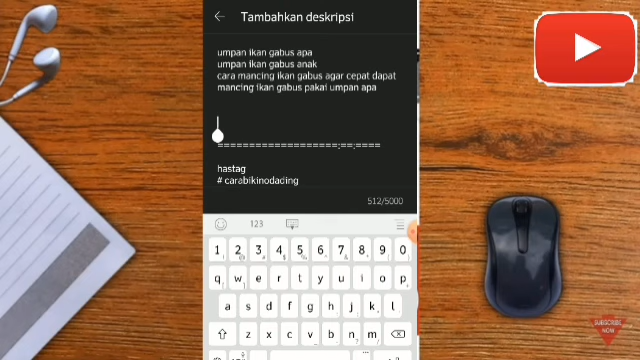 Tambahkan deskripsi
umpan ikan gabus apa
umpan ikan gabus anak
cara mancing ikan gabus agar cepat dapat
mancing ikan gabus pakai umpan apa
===================:==:====
hastag
# carabikinodading
512/5000
123
1 2 3 4 5 6 7 8 9 0
q w e r t y u i o p
a s d f g h j k l
z x c v b n m
SUBSCRIBE
NOW